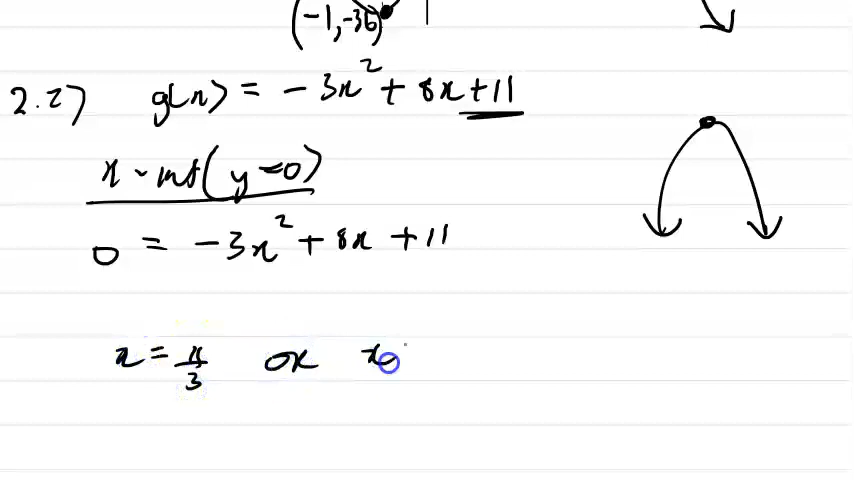 (-1,-36)
2.2) g(x) = -3x² + 8x + 11
x-int (y=0)
0 = -3x² + 8x + 11
x = 11/3 or x